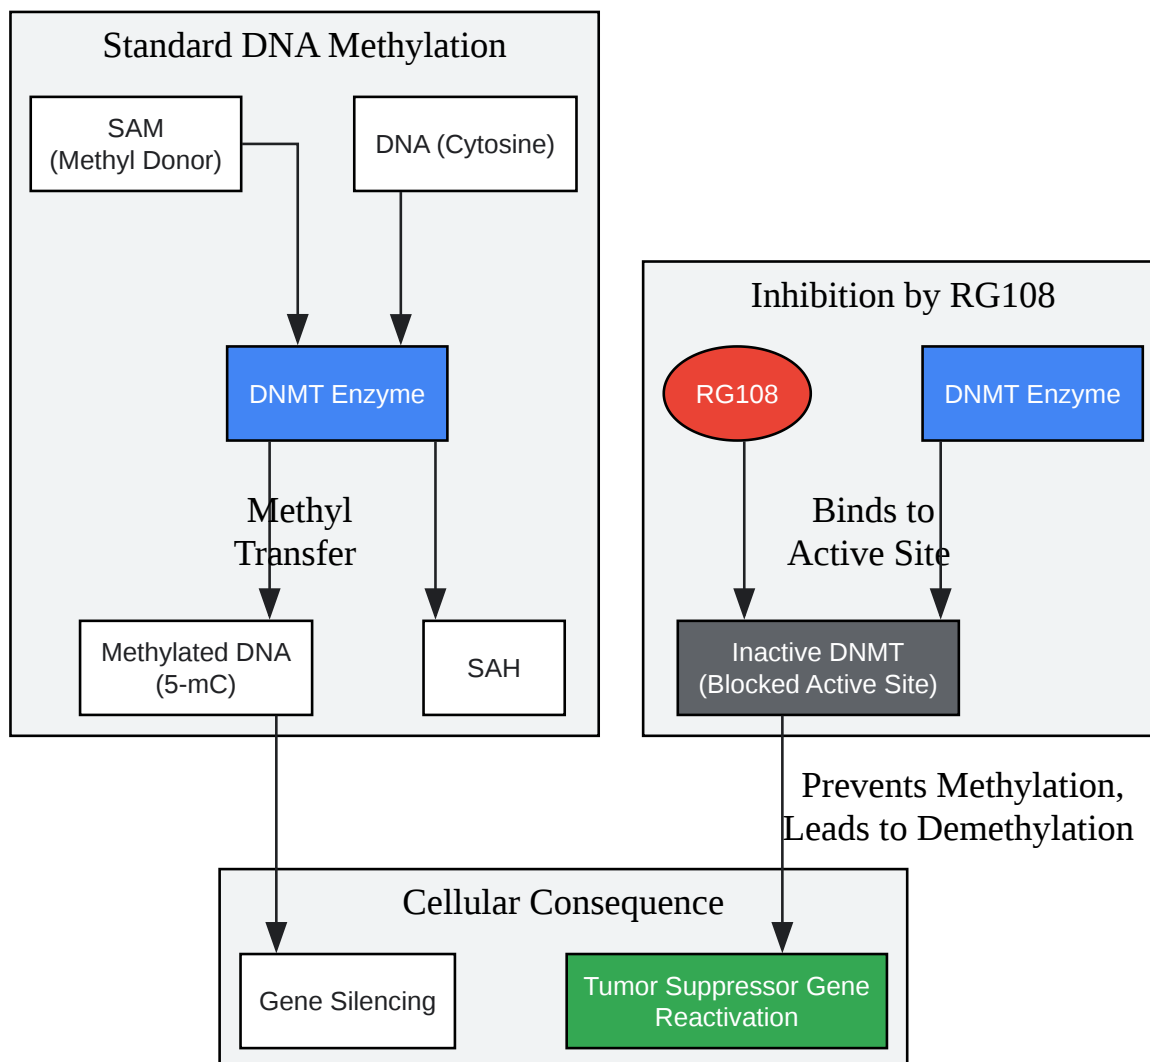 Standard DNA Methylation
SAM
(Methyl Donor)
DNA (Cytosine)
DNMT Enzyme
Methyl
Transfer
Methylated DNA
(5-mC)
SAH
Inhibition by RG108
RG108
DNMT Enzyme
Binds to
Active Site
Inactive DNMT
(Blocked Active Site)
Prevents Methylation,
Leads to Demethylation
Cellular Consequence
Gene Silencing
Tumor Suppressor Gene
Reactivation